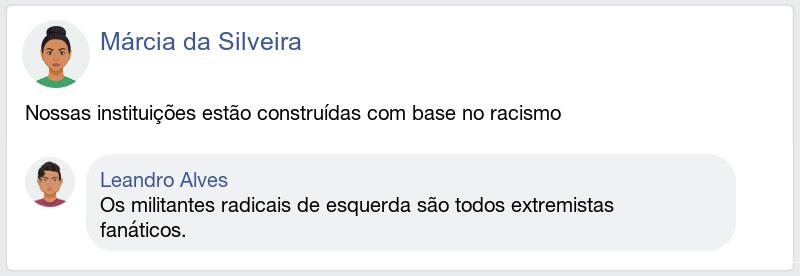 Márcia da Silveira
Nossas instituições estão construídas com base no racismo
Leandro Alves
Os militantes radicais de esquerda são todos extremistas
fanáticos.